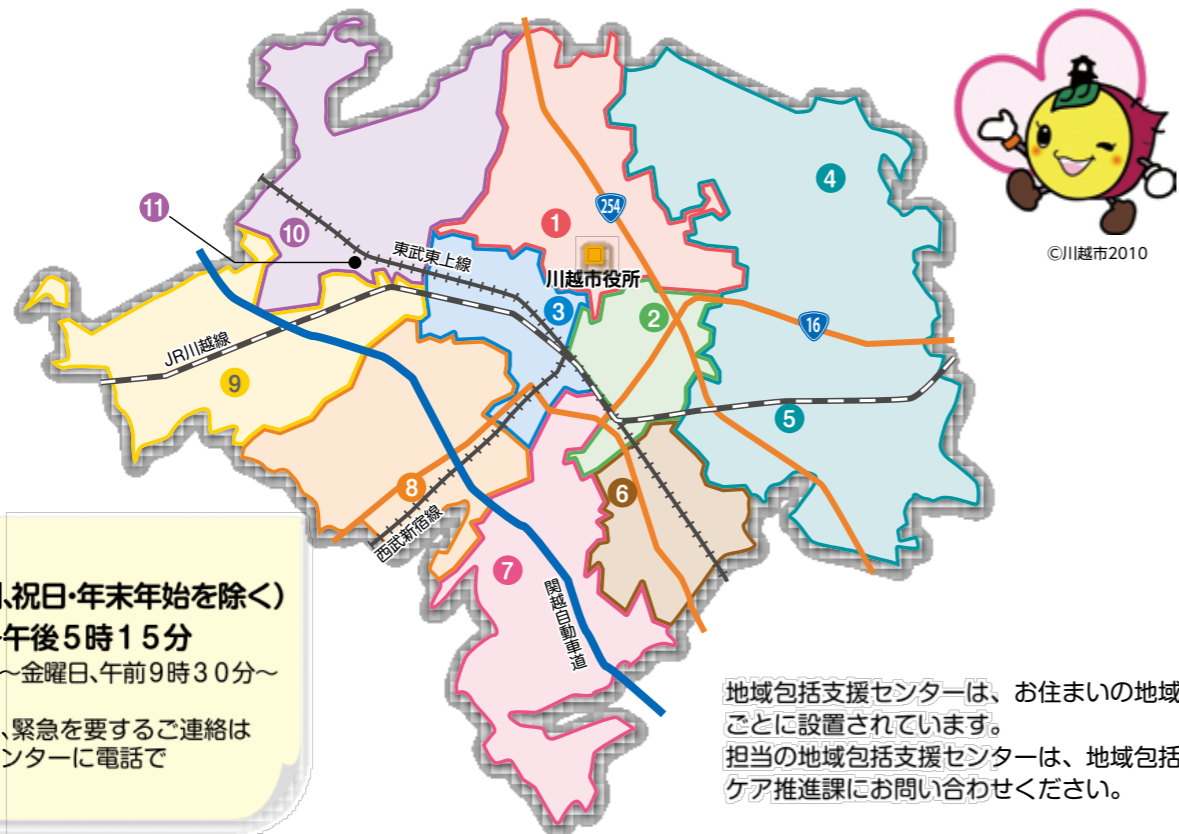 11
10
東武東上線
1
254
4
川越市役所
©川越市2010
3
2
16
JR川越線
9
5
8
西武新宿線
6
7
関越自動車道
、祝日・年末年始を除く)
午後5時15分
～金曜日、午前9時30分～
、緊急を要するご連絡は
ンターに電話で
地域包括支援センターは、お住まいの地域
ごとに設置されています。
担当の地域包括支援センターは、地域包括
ケア推進課にお問い合わせください。